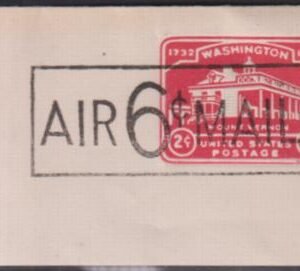 1732 WASHINGTON
AIR 6¢ MAIL
MOUNT VERNON
2¢ UNITED STATES
POSTAGE